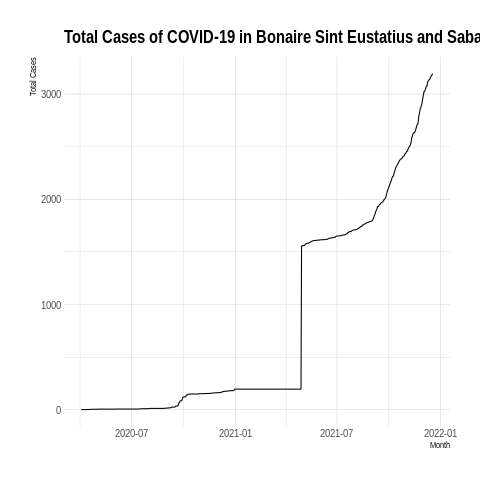 Total Cases of COVID-19 in Bonaire Sint Eustatius and Saba
Total Cases
3000
2000
1000
0
2020-07
2021-01
2021-07
2022-01
Month